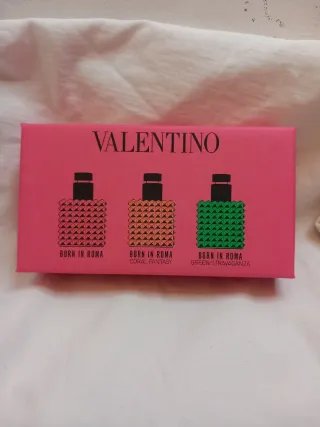 VALENTINO
BORN IN ROMA
BORN IN ROMA
CORAL FANTASY
BORN IN ROMA
GREEN STRAVAGANZA